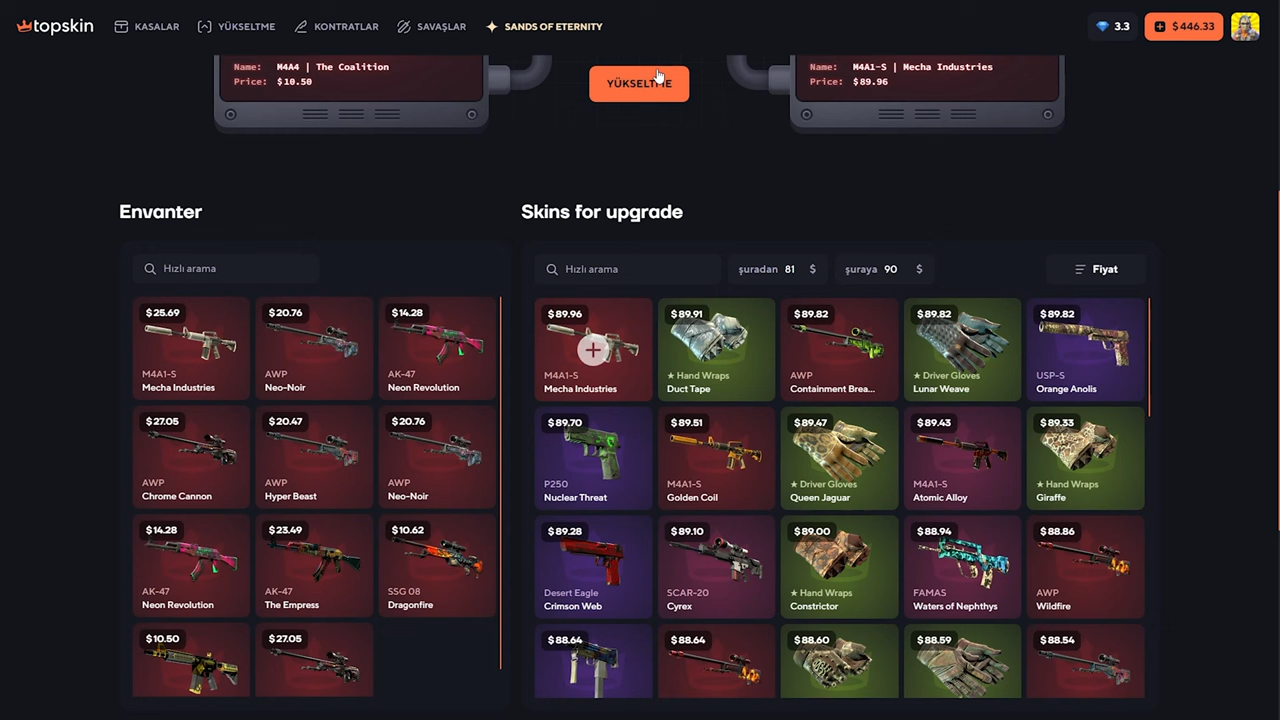 topskin
KASALAR
YÜKSELTME
KONTRATLAR
SAVAŞLAR
SANDS OF ETERNITY
3.3
$446.33
Name: M4A4 | The Coalition
Price: $10.50
YÜKSELTME
Name: M4A1-S | Mecha Industries
Price: $89.96
Envanter
Skins for upgrade
Hızlı arama
Hızlı arama
şuradan 81 $
şuraya 90 $
Fiyat
$25.69
M4A1-S
Mecha Industries
$20.76
AWP
Neo-Noir
$14.28
AK-47
Neon Revolution
$27.05
AWP
Chrome Cannon
$20.47
AWP
Hyper Beast
$20.76
AWP
Neo-Noir
$14.28
AK-47
Neon Revolution
$23.49
AK-47
The Empress
$10.62
SSG 08
Dragonfire
$10.50
$27.05
$89.96
M4A1-S
Mecha Industries
$89.91
★ Hand Wraps
Duct Tape
$89.82
AWP
Containment Brea...
$89.82
★ Driver Gloves
Lunar Weave
$89.82
USP-S
Orange Anolis
$89.70
P250
Nuclear Threat
$89.51
M4A1-S
Golden Coil
$89.47
★ Driver Gloves
Queen Jaguar
$89.43
M4A1-S
Atomic Alloy
$89.33
★ Hand Wraps
Giraffe
$89.28
Desert Eagle
Crimson Web
$89.10
SCAR-20
Cyrex
$89.00
★ Hand Wraps
Constrictor
$88.94
FAMAS
Waters of Nephthys
$88.86
AWP
Wildfire
$88.64
$88.64
$88.60
$88.59
$88.54